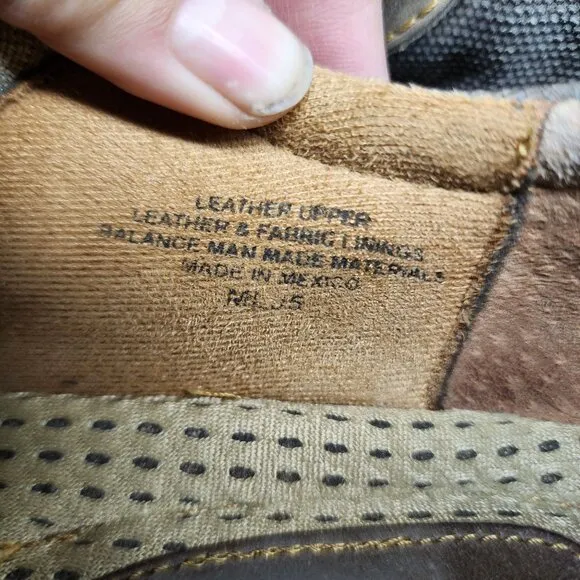 LEATHER UPPER
LEATHER & FABRIC LININGS
BALANCE MAN MADE MATERIALS
MADE IN MEXICO